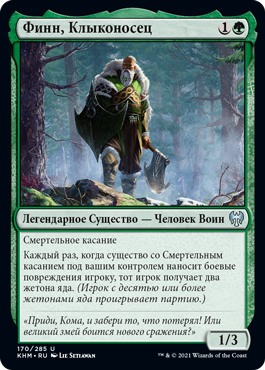 Финн, Клыконосец 1
Легендарное Существо — Человек Воин
Смертельное касание
Каждый раз, когда существо со Смертельным
касанием под вашим контролем наносит боевые
повреждения игроку, тот игрок получает два
жетона яда. (Игрок с десятью или более
жетонами яда проигрывает партию.)
«Приди, Кома, и забери то, что потерял! Или
великий змей боится нового сражения?»
1/3
170/285 U
KHM • RU LIE SETIAWAN
™ & © 2021 Wizards of the Coast